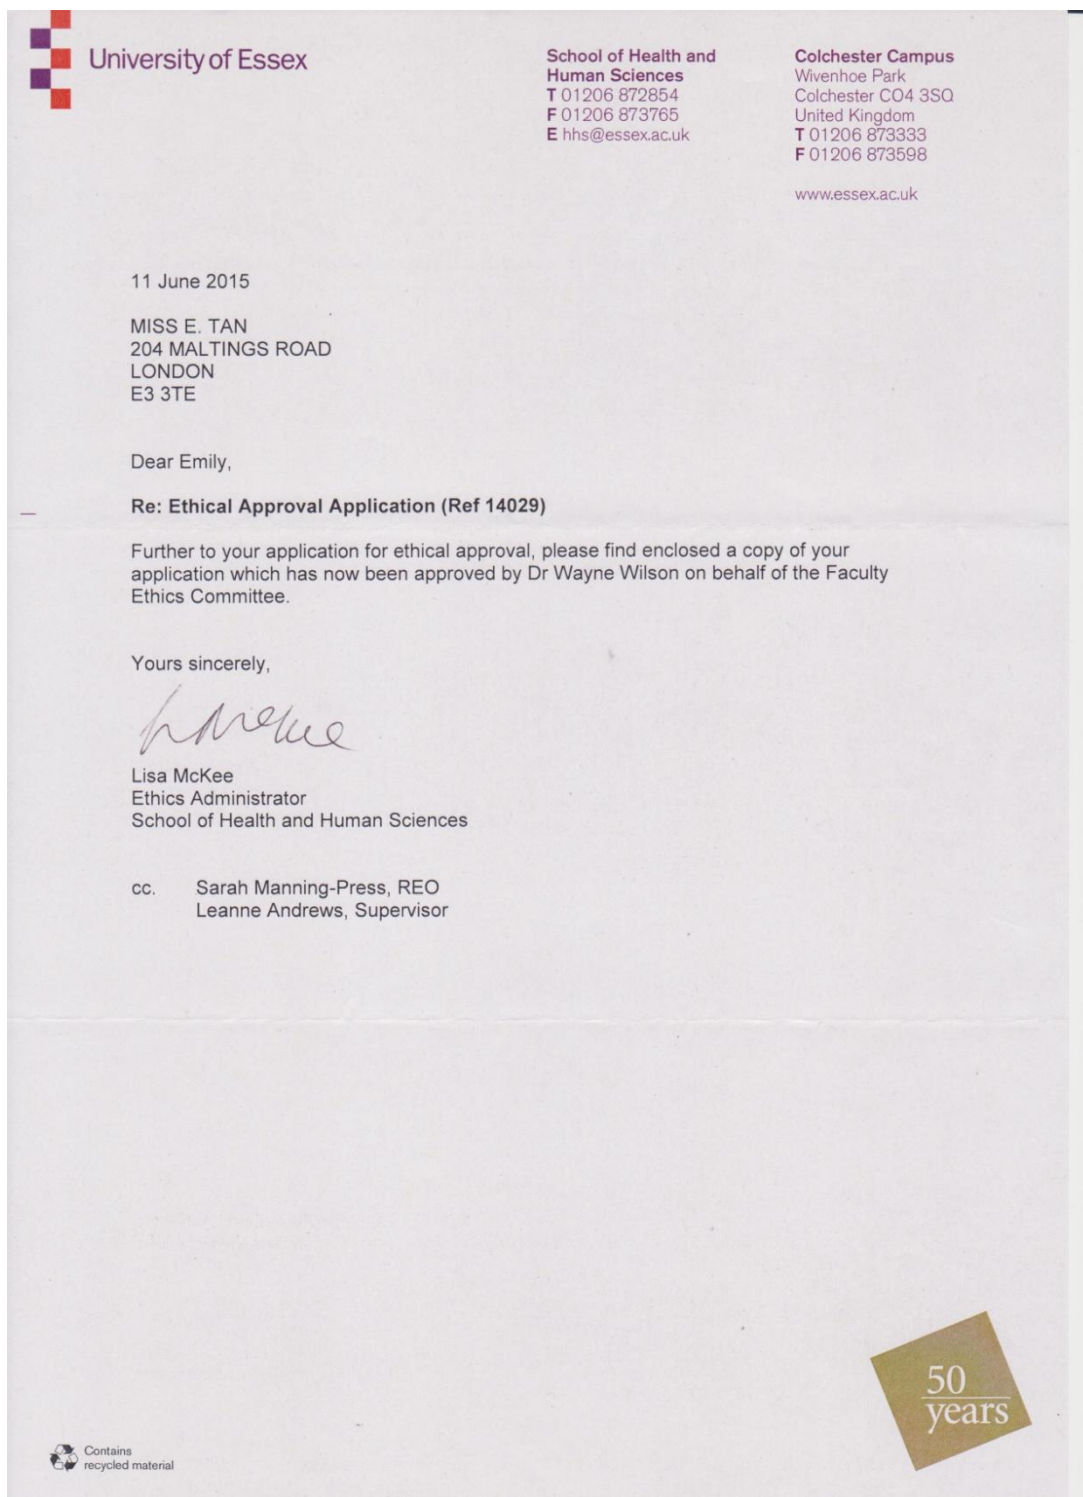 University of Essex
School of Health and
Human Sciences
T 01206 872854
F 01206 873765
E hhs@essex.ac.uk
Colchester Campus
Wivenhoe Park
Colchester CO4 3SQ
United Kingdom
T 01206 873333
F 01206 873598
www.essex.ac.uk
11 June 2015
MISS E. TAN
204 MALTINGS ROAD
LONDON
E3 3TE
Dear Emily,
Re: Ethical Approval Application (Ref 14029)
Further to your application for ethical approval, please find enclosed a copy of your
application which has now been approved by Dr Wayne Wilson on behalf of the Faculty
Ethics Committee.
Yours sincerely,
Lisa McKee
Ethics Administrator
School of Health and Human Sciences
cc. Sarah Manning-Press, REO
Leanne Andrews, Supervisor
50
years
Contains
recycled material